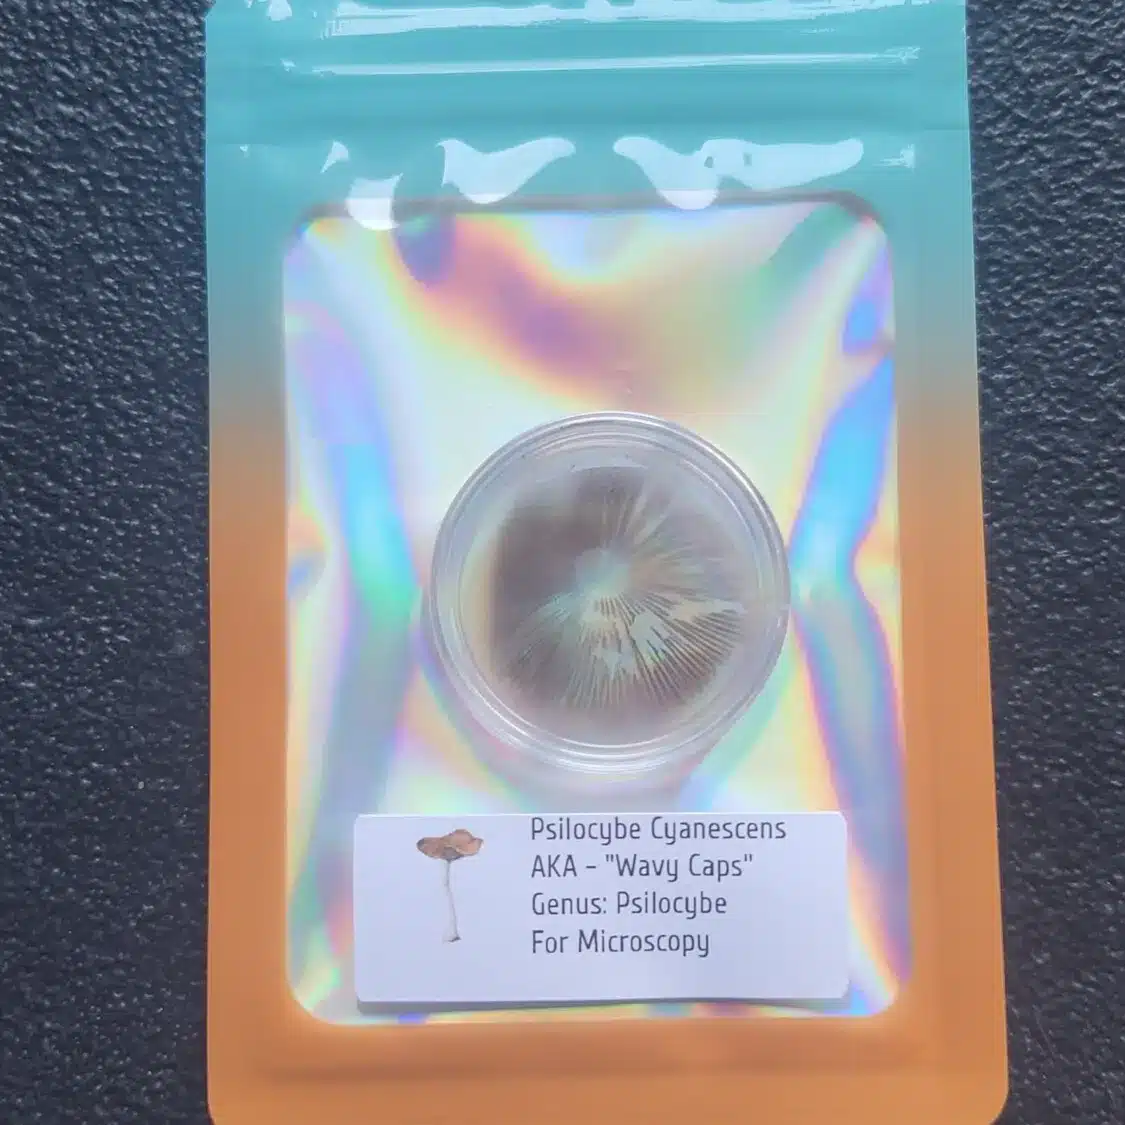 Psilocybe Cyanescens
AKA - "Wavy Caps"
Genus: Psilocybe
For Microscopy